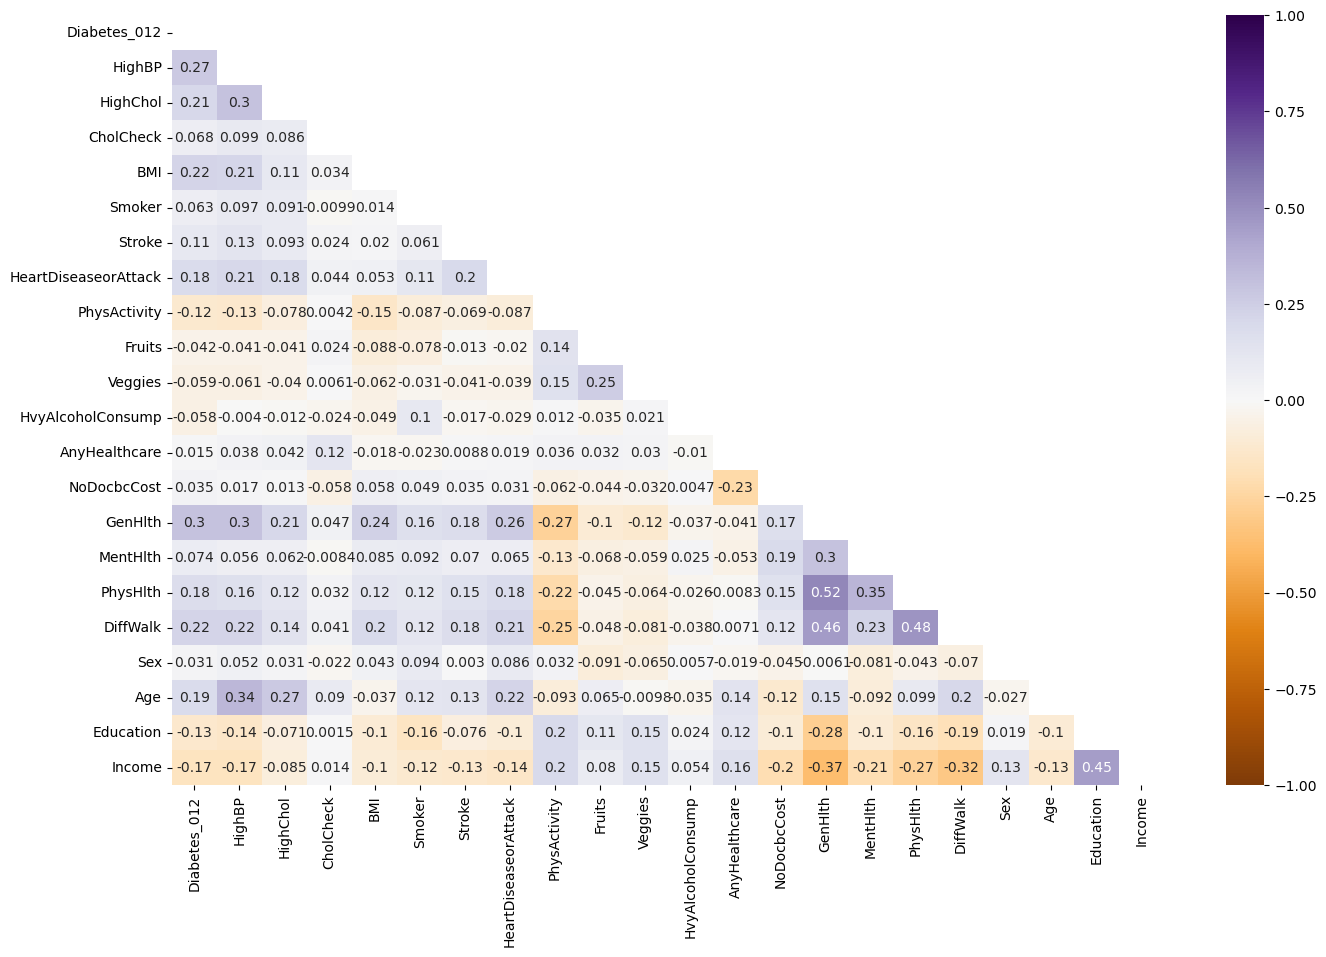 Diabetes_012
HighBP 0.27
HighChol 0.21 0.3
CholCheck 0.068 0.099 0.086
BMI 0.22 0.21 0.11 0.034
Smoker 0.063 0.097 0.091 -0.0099 0.014
Stroke 0.11 0.13 0.093 0.024 0.02 0.061
HeartDiseaseorAttack 0.18 0.21 0.18 0.044 0.053 0.11 0.2
PhysActivity -0.12 -0.13 -0.078 0.0042 -0.15 -0.087 -0.069 -0.087
Fruits -0.042 -0.041 -0.041 0.024 -0.088 -0.078 -0.013 -0.02 0.14
Veggies -0.059 -0.061 -0.04 0.0061 -0.062 -0.031 -0.041 -0.039 0.15 0.25
HvyAlcoholConsump -0.058 -0.004 -0.012 -0.024 -0.049 0.1 -0.017 -0.029 0.012 -0.035 0.021
AnyHealthcare 0.015 0.038 0.042 0.12 -0.018 -0.023 0.0088 0.019 0.036 0.032 0.03 -0.01
NoDocbcCost 0.035 0.017 0.013 -0.058 0.058 0.049 0.035 0.031 -0.062 -0.044 -0.032 0.0047 -0.23
GenHlth 0.3 0.3 0.21 0.047 0.24 0.16 0.18 0.26 -0.27 -0.1 -0.12 -0.037 -0.041 0.17
MentHlth 0.074 0.056 0.062 -0.0084 0.085 0.092 0.07 0.065 -0.13 -0.068 -0.059 0.025 -0.053 0.19 0.3
PhysHlth 0.18 0.16 0.12 0.032 0.12 0.12 0.15 0.18 -0.22 -0.045 -0.064 -0.026 -0.0083 0.15 0.52 0.35
DiffWalk 0.22 0.22 0.14 0.041 0.2 0.12 0.18 0.21 -0.25 -0.048 -0.081 -0.038 0.0071 0.12 0.46 0.23 0.48
Sex 0.031 0.052 0.031 -0.022 0.043 0.094 0.003 0.086 0.032 -0.091 -0.065 0.0057 -0.019 -0.045 -0.0061 -0.081 -0.043 -0.07
Age 0.19 0.34 0.27 0.09 -0.037 0.12 0.13 0.22 -0.093 0.065 -0.0098 -0.035 0.14 -0.12 0.15 -0.092 0.099 0.2 -0.027
Education -0.13 -0.14 -0.071 0.0015 -0.1 -0.16 -0.076 -0.1 0.2 0.11 0.15 0.024 0.12 -0.1 -0.28 -0.1 -0.16 -0.19 0.019 -0.1
Income -0.17 -0.17 -0.085 0.014 -0.1 -0.12 -0.13 -0.14 0.2 0.08 0.15 0.054 0.16 -0.2 -0.37 -0.21 -0.27 -0.32 0.13 -0.13 0.45
Diabetes_012
HighBP
HighChol
CholCheck
BMI
Smoker
Stroke
HeartDiseaseorAttack
PhysActivity
Fruits
Veggies
HvyAlcoholConsump
AnyHealthcare
NoDocbcCost
GenHlth
MentHlth
PhysHlth
DiffWalk
Sex
Age
Education
Income
1.00
0.75
0.50
0.25
0.00
−0.25
−0.50
−0.75
−1.00